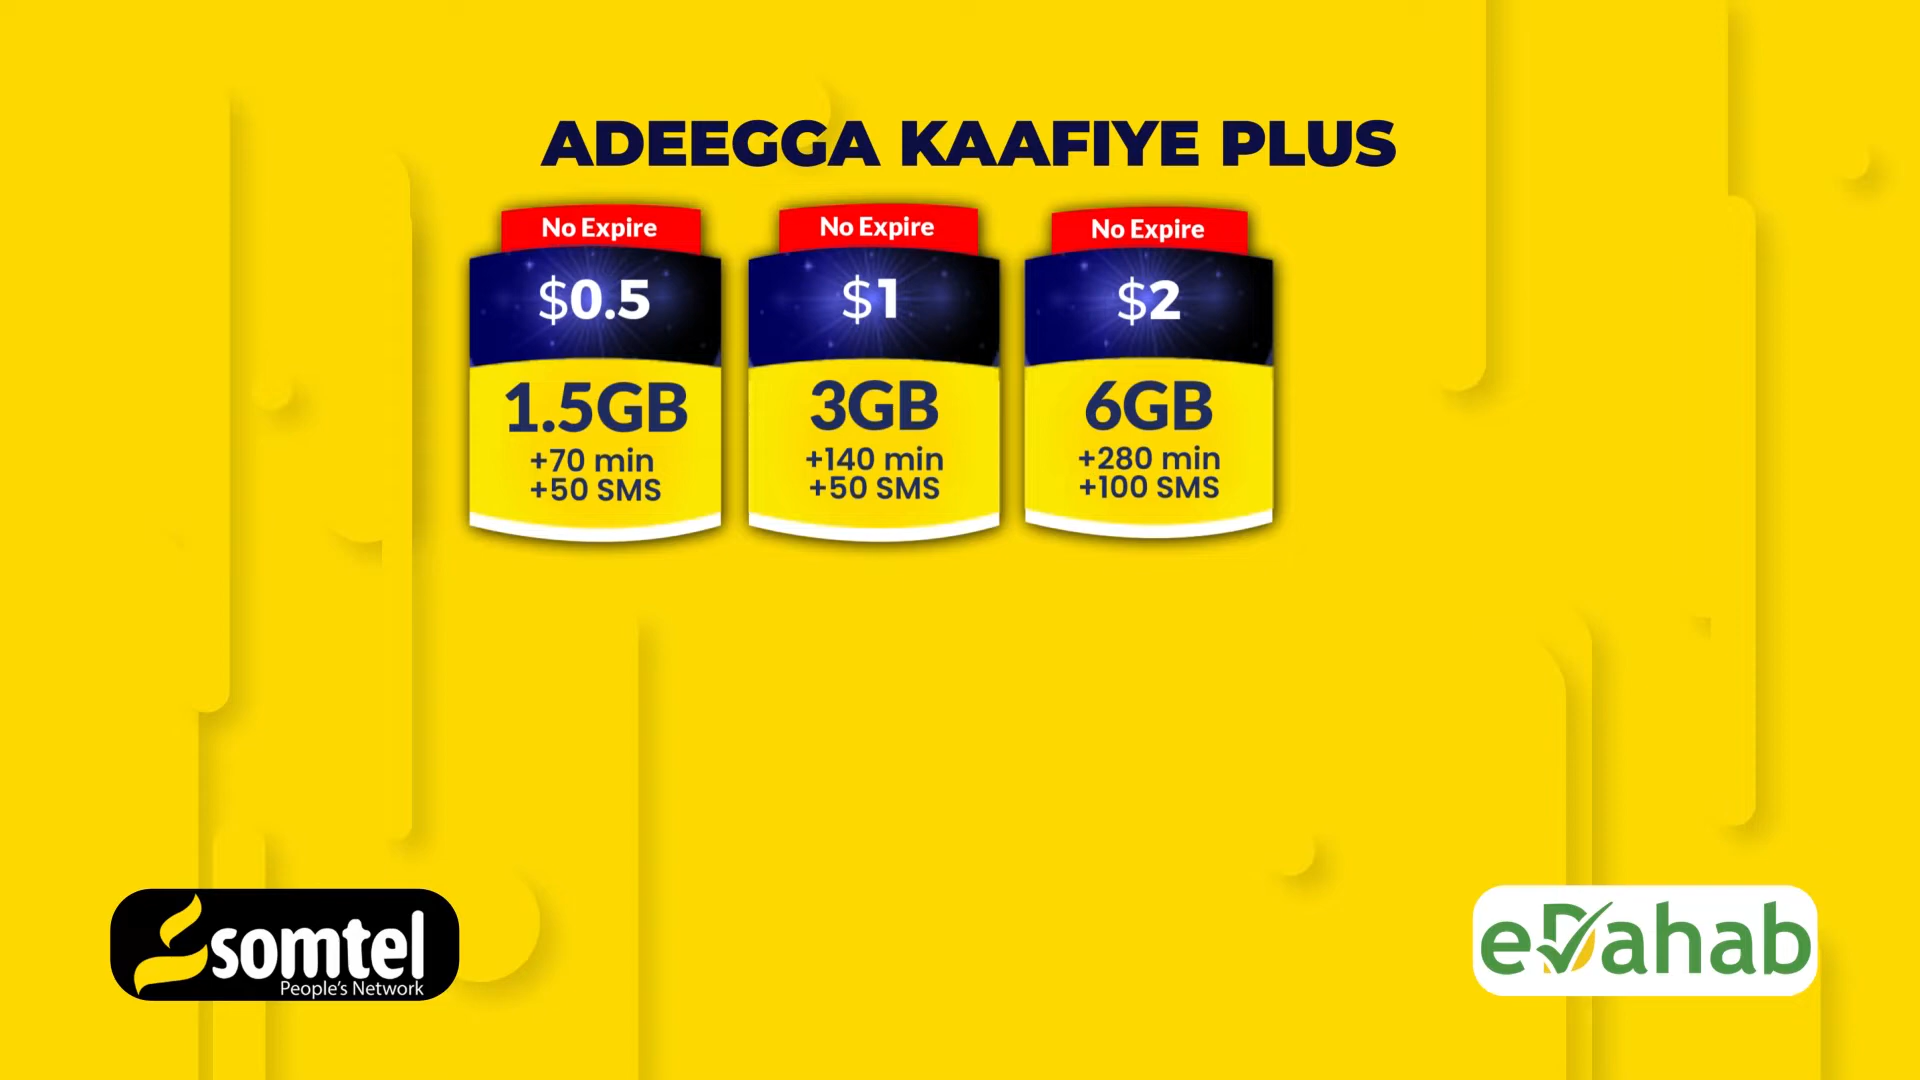 ADEEGGA KAAFIYE PLUS
No Expire
$0.5
1.5GB
+70 min
+50 SMS
No Expire
$1
3GB
+140 min
+50 SMS
No Expire
$2
6GB
+280 min
+100 SMS
somtel
People's Network
eDahab